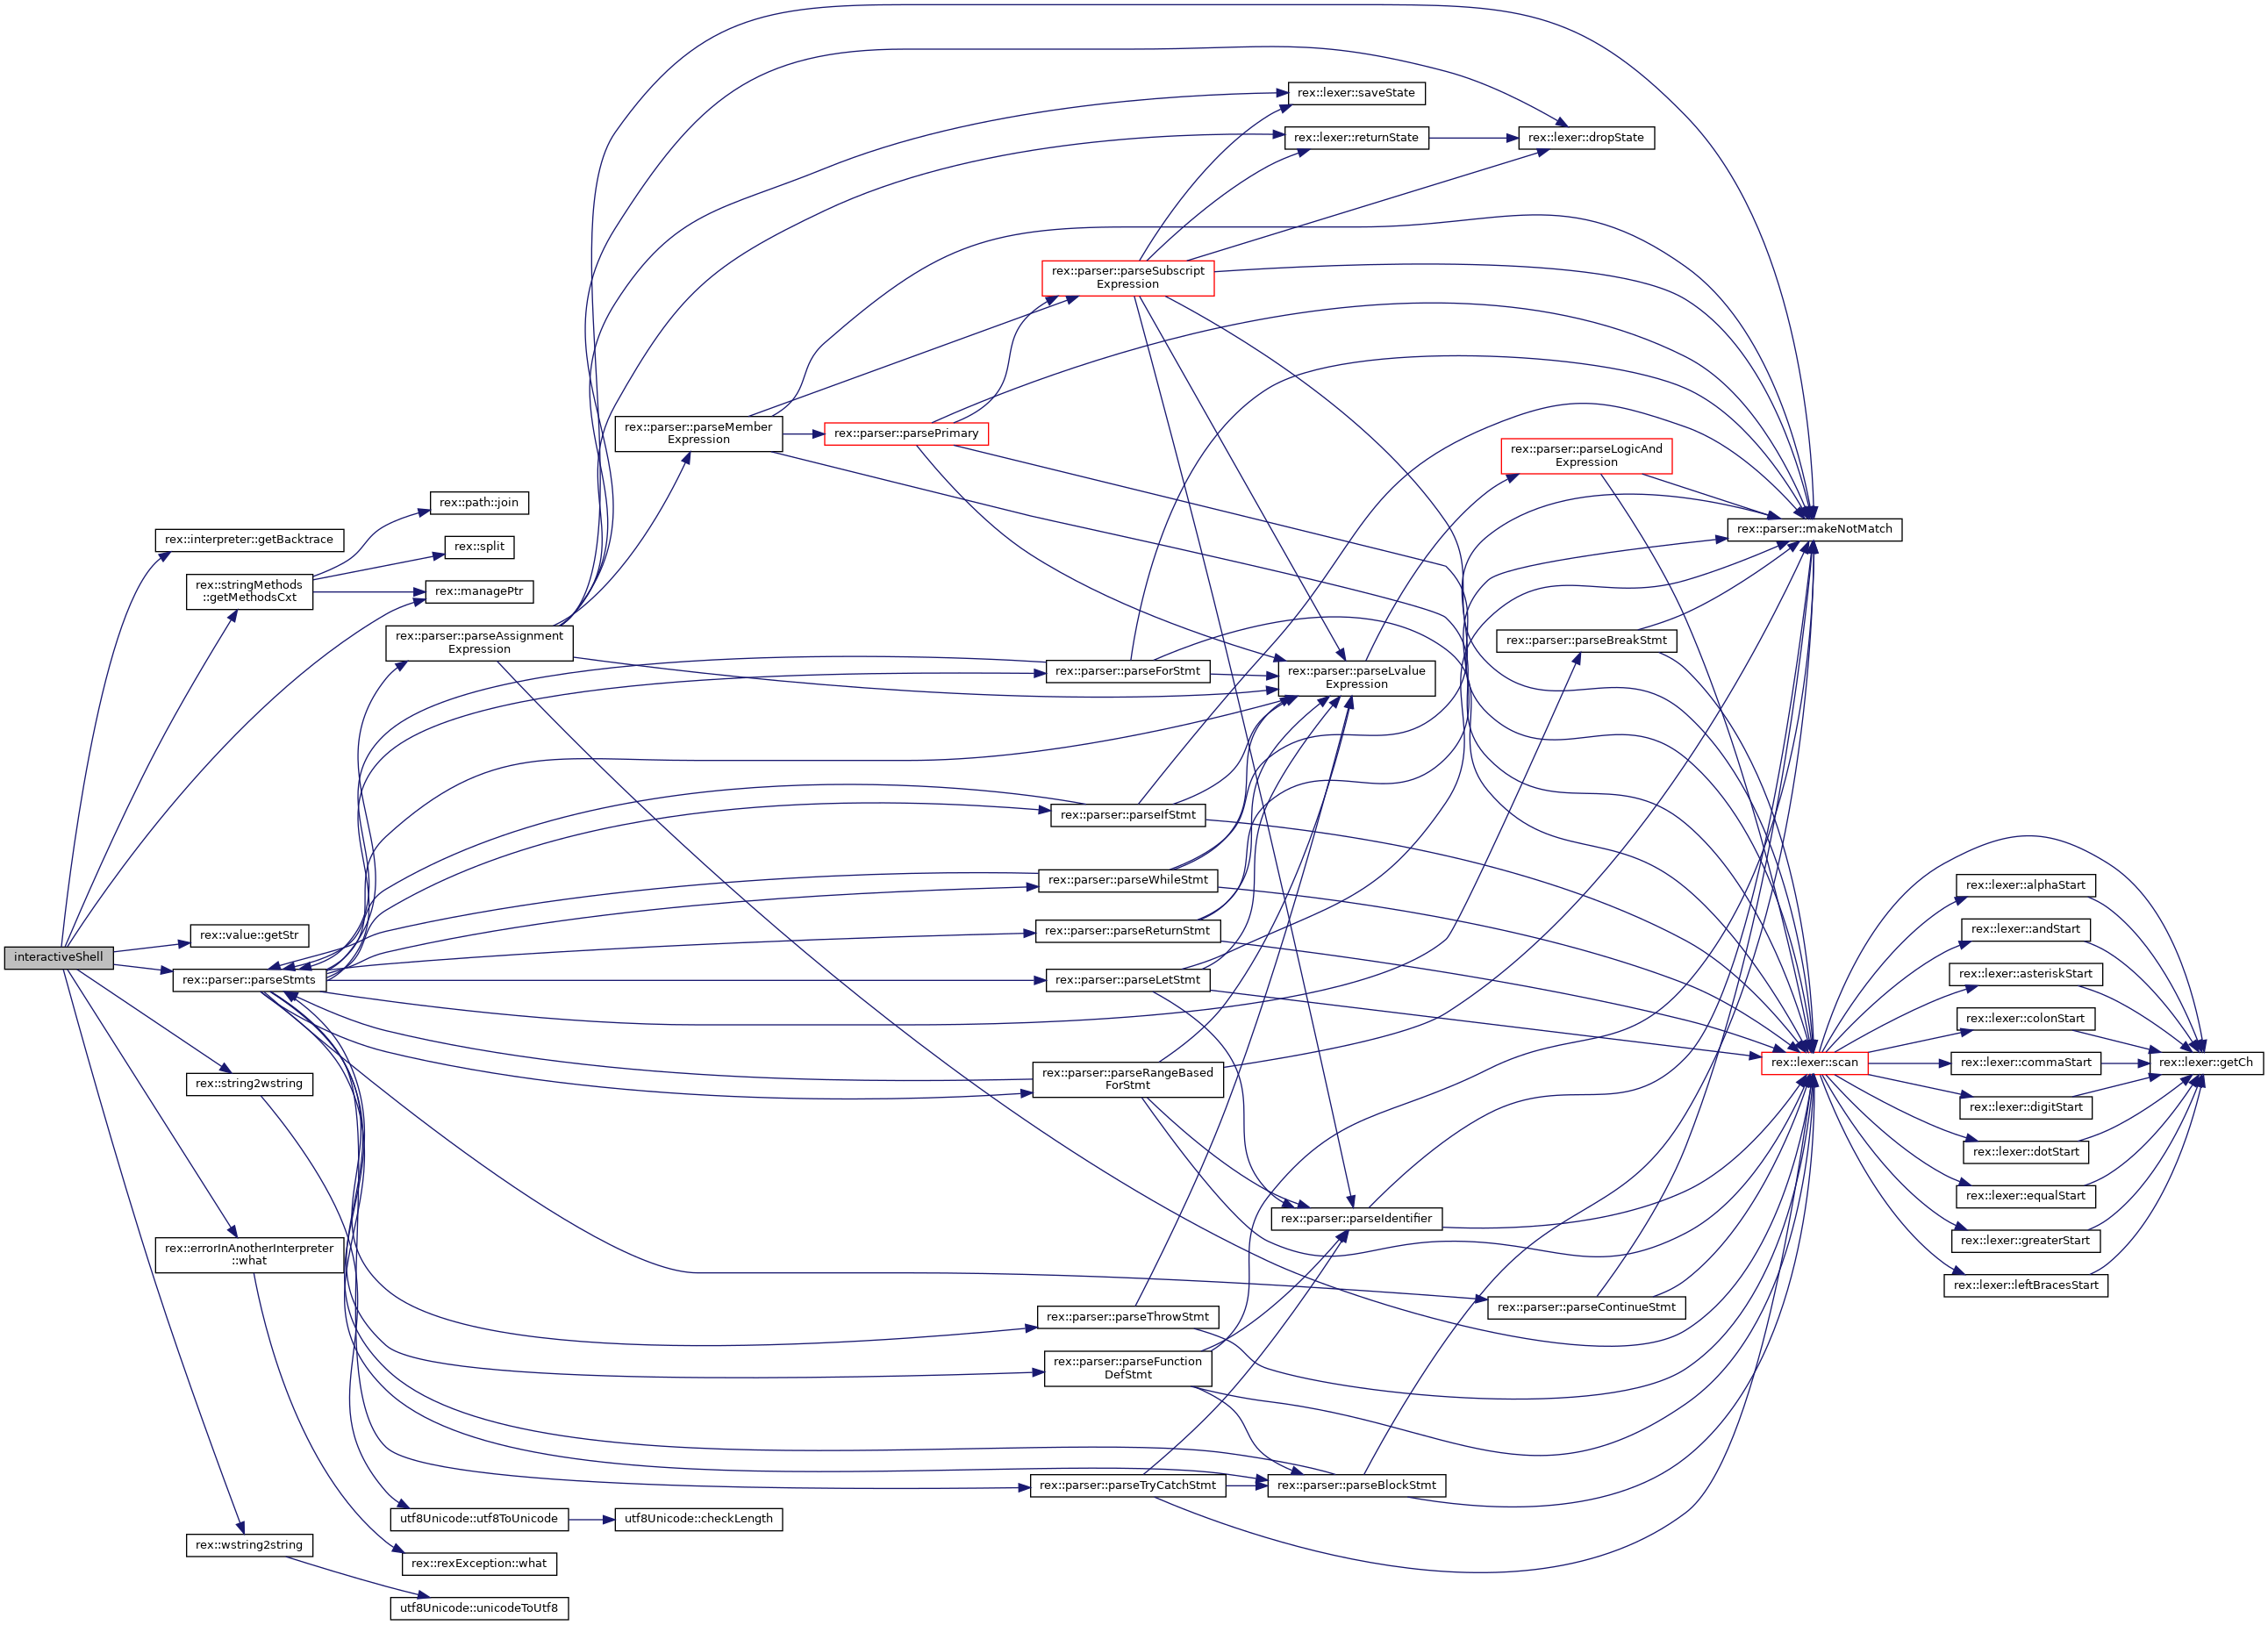 interactiveShell
rex::interpreter::getBacktrace
rex::stringMethods
::getMethodsCxt
rex::path::join
rex::split
rex::managePtr
rex::value::getStr
rex::parser::parseStmts
rex::string2wstring
rex::errorInAnotherInterpreter
::what
rex::wstring2string
rex::parser::parseAssignment
Expression
utf8Unicode::utf8ToUnicode
utf8Unicode::checkLength
rex::rexException::what
utf8Unicode::unicodeToUtf8
rex::parser::parseMember
Expression
rex::parser::parsePrimary
rex::parser::parseSubscript
Expression
rex::parser::parseForStmt
rex::parser::parseIfStmt
rex::parser::parseWhileStmt
rex::parser::parseReturnStmt
rex::parser::parseLetStmt
rex::parser::parseRangeBased
ForStmt
rex::parser::parseThrowStmt
rex::parser::parseFunction
DefStmt
rex::parser::parseTryCatchStmt
rex::lexer::saveState
rex::lexer::returnState
rex::lexer::dropState
rex::parser::parseLvalue
Expression
rex::parser::parseIdentifier
rex::parser::parseBlockStmt
rex::parser::parseLogicAnd
Expression
rex::parser::parseBreakStmt
rex::parser::parseContinueStmt
rex::parser::makeNotMatch
rex::lexer::scan
rex::lexer::alphaStart
rex::lexer::andStart
rex::lexer::asteriskStart
rex::lexer::colonStart
rex::lexer::commaStart
rex::lexer::digitStart
rex::lexer::dotStart
rex::lexer::equalStart
rex::lexer::greaterStart
rex::lexer::leftBracesStart
rex::lexer::getCh